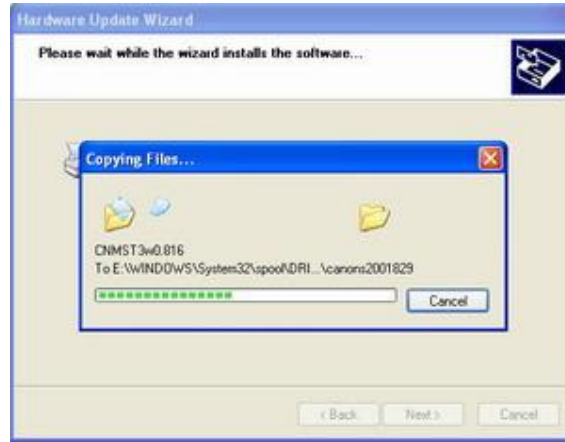 Hardware Update Wizard
Please wait while the wizard installs the software...
Copying Files...
CNMST3w0.816
To E:\WINDOWS\System32\spool\DRI...\canons2001829
Cancel
< Back
Next >
Cancel